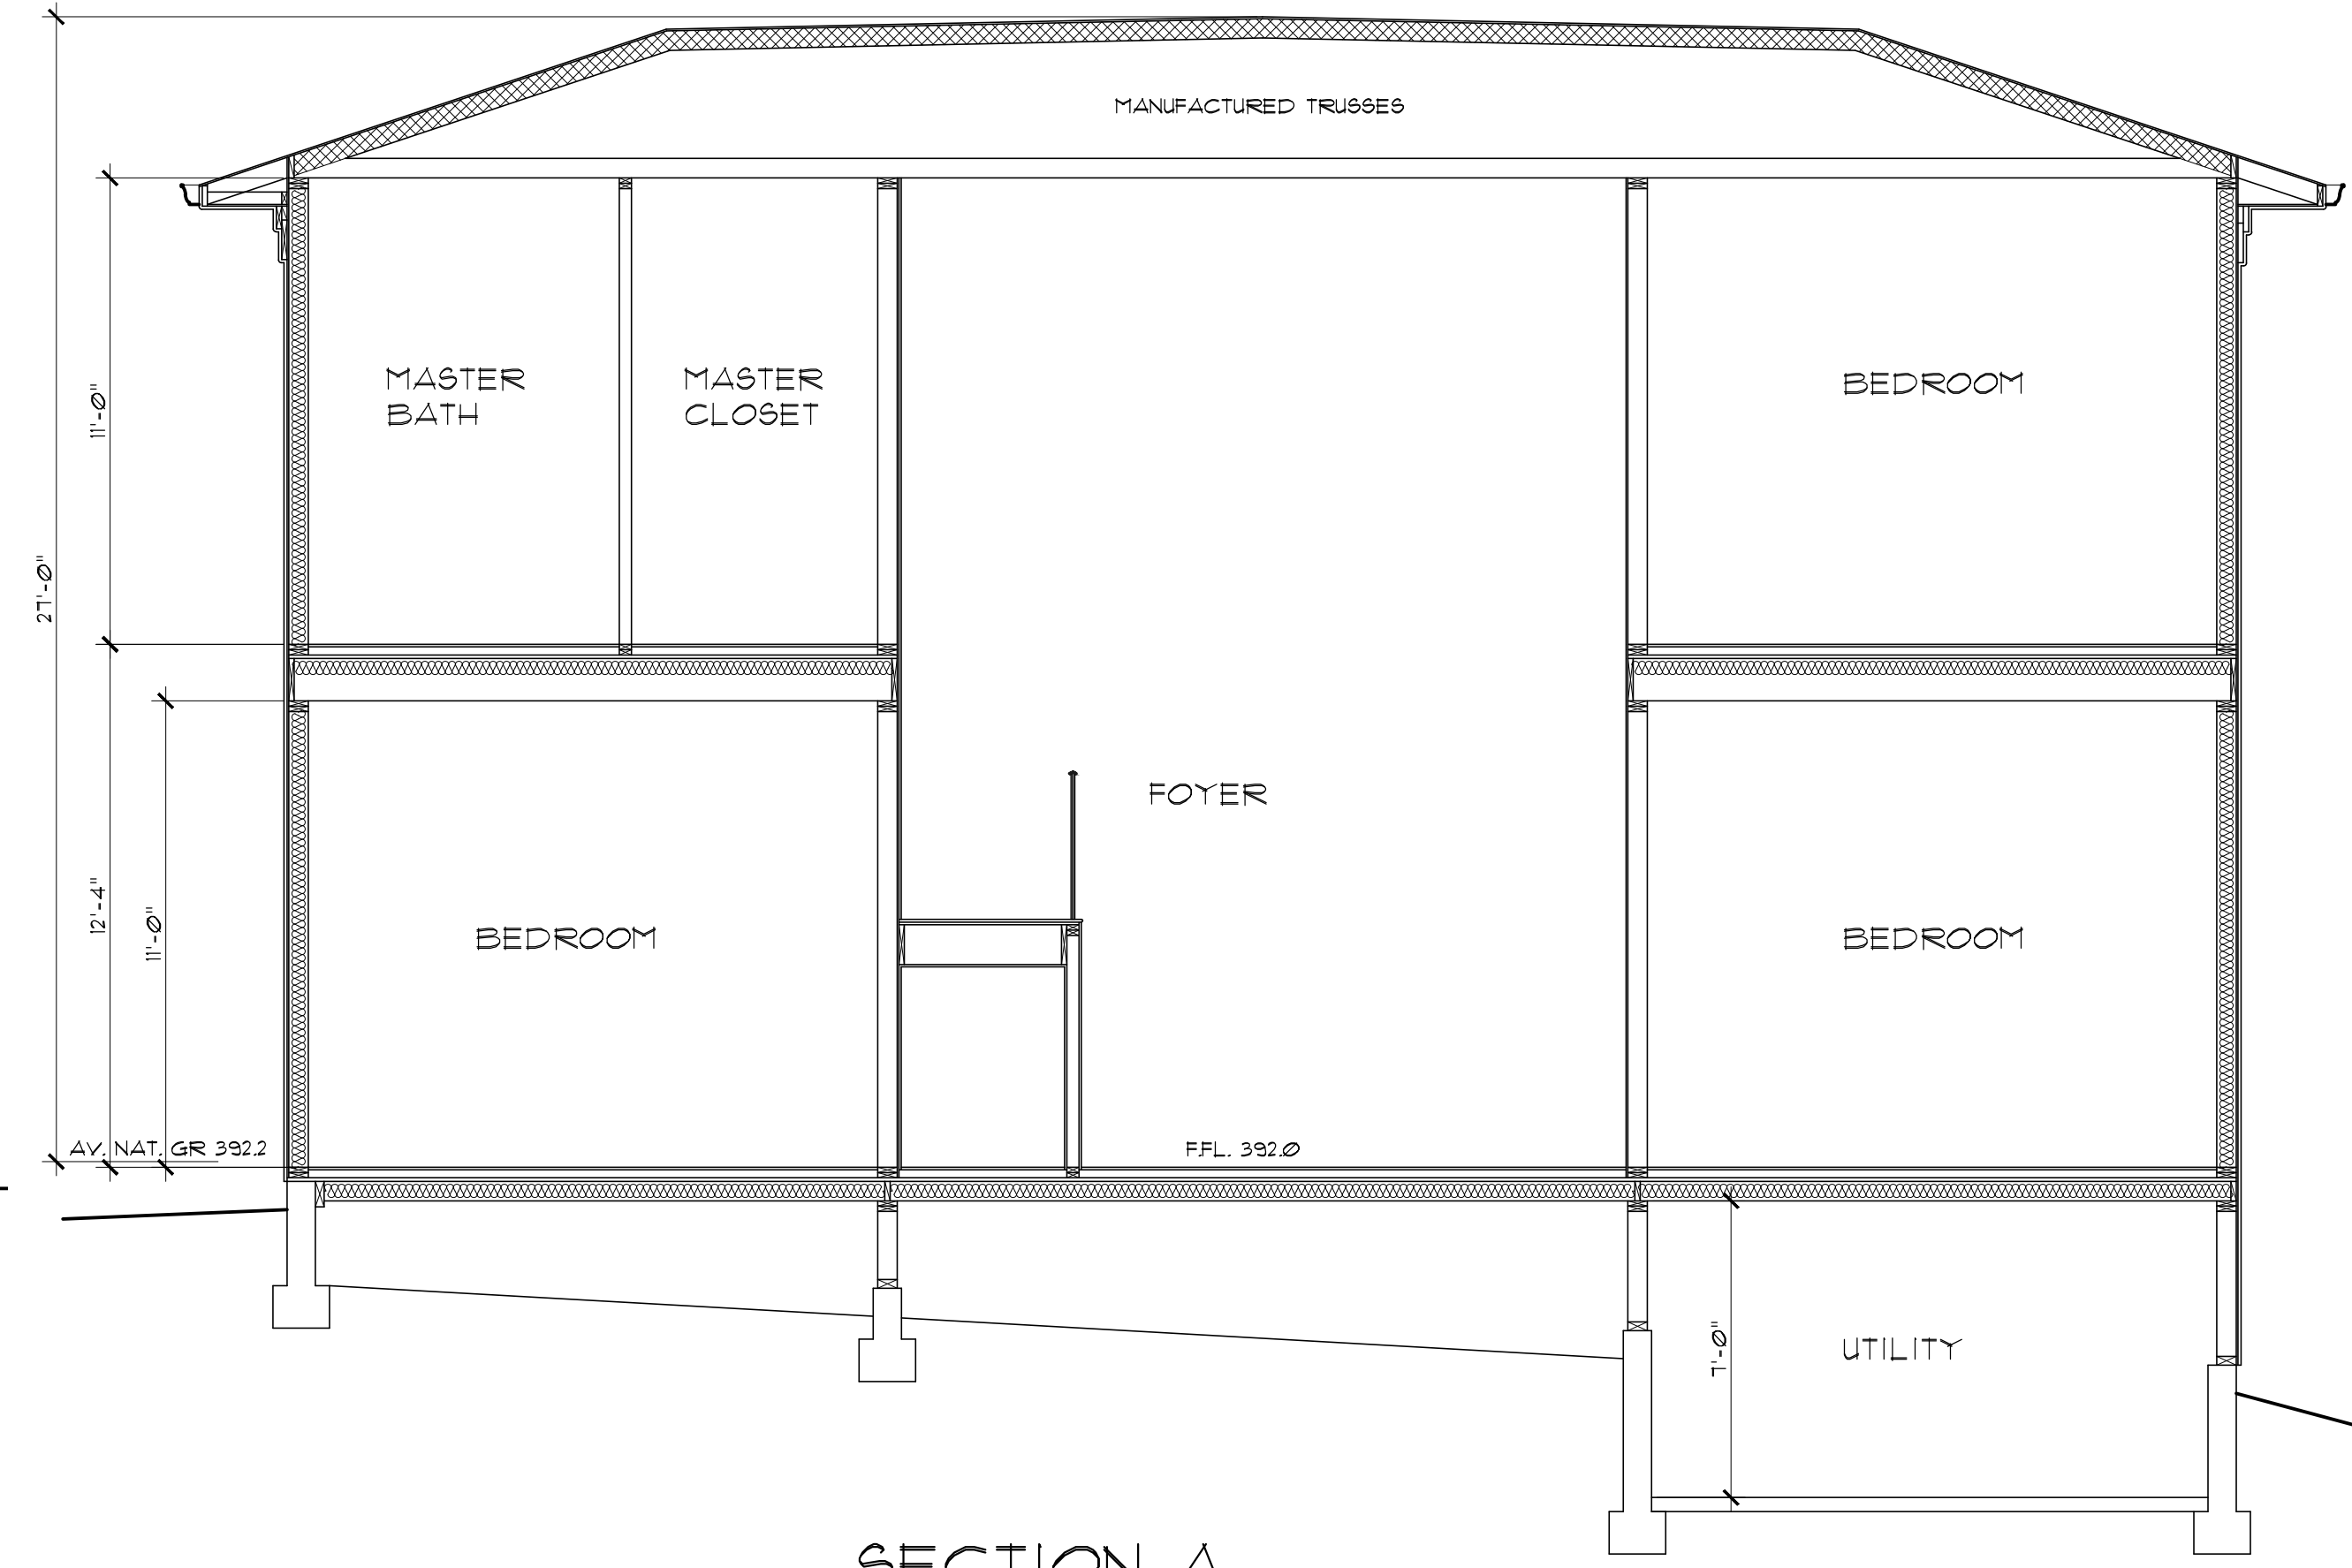 MANUFACTURED TRUSSES
MASTER
BATH
MASTER
CLOSET
BEDROOM
11'-0"
27'-0"
FOYER
12'-4"
11'-0"
BEDROOM
BEDROOM
AV. NAT. GR 392.2
F.FL. 392.0
7'-0"
UTILITY
SECTION A